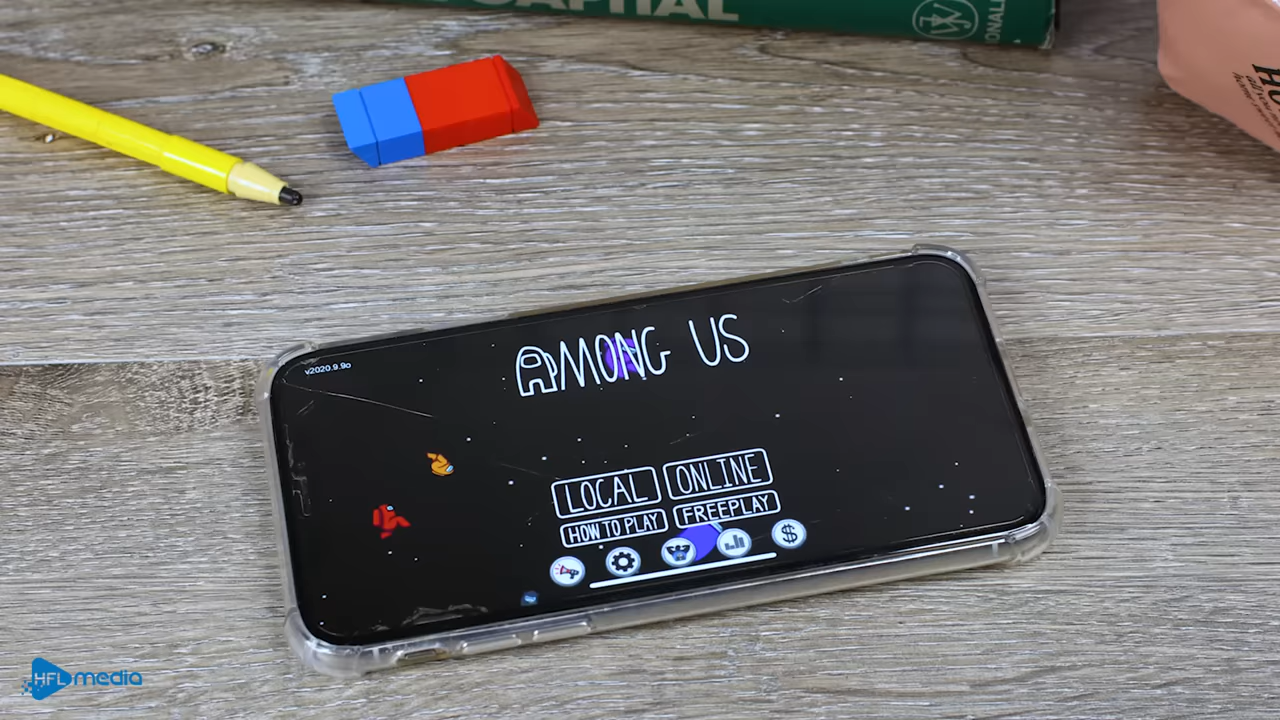 CAPITAL
v2020.9.9o
AMONG US
LOCAL
ONLINE
HOW TO PLAY
FREEPLAY
$
HFL media